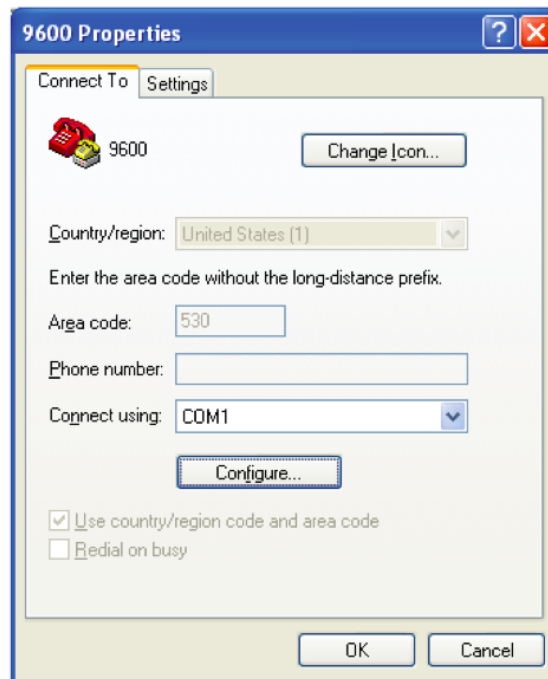 9600 Properties
Connect To Settings
9600
Change Icon...
Country/region: United States (1)
Enter the area code without the long-distance prefix.
Area code: 530
Phone number:
Connect using: COM1
Configure...
Use country/region code and area code
Redial on busy
OK Cancel